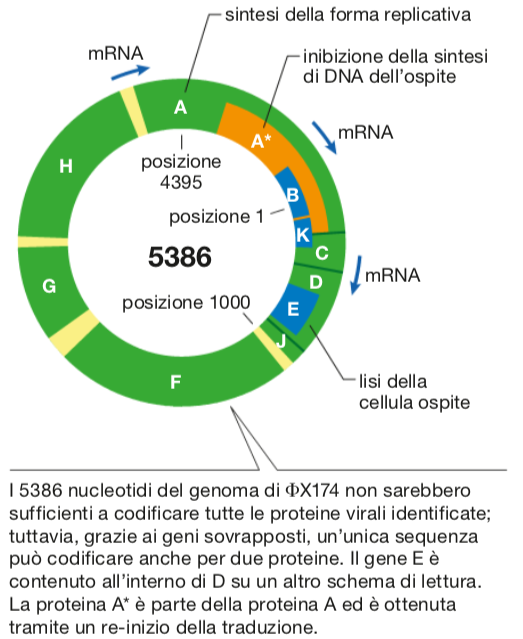 sintesi della forma replicativa
mRNA
inibizione della sintesi
di DNA dell'ospite
A
A*
mRNA
H
posizione
4395
B
posizione 1
K
5386
C
mRNA
D
G
posizione 1000
E
J
F
lisi della
cellula ospite
I 5386 nucleotidi del genoma di ΦX174 non sarebbero
sufficienti a codificare tutte le proteine virali identificate;
tuttavia, grazie ai geni sovrapposti, un'unica sequenza
può codificare anche per due proteine. Il gene E è
contenuto all'interno di D su un altro schema di lettura.
La proteina A* è parte della proteina A ed è ottenuta
tramite un re-inizio della traduzione.